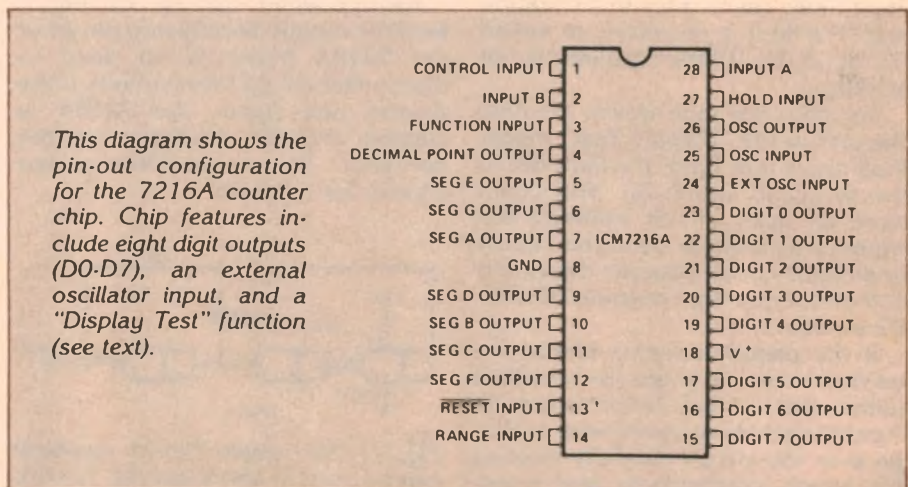 This diagram shows the
pin-out configuration
for the 7216A counter
chip. Chip features in-
clude eight digit outputs
(D0-D7), an external
oscillator input, and a
"Display Test" function
(see text).
CONTROL INPUT 1
INPUT B 2
FUNCTION INPUT 3
DECIMAL POINT OUTPUT 4
SEG E OUTPUT 5
SEG G OUTPUT 6
SEG A OUTPUT 7
GND 8
SEG D OUTPUT 9
SEG B OUTPUT 10
SEG C OUTPUT 11
SEG F OUTPUT 12
RESET INPUT 13
RANGE INPUT 14
ICM7216A
28 INPUT A
27 HOLD INPUT
26 OSC OUTPUT
25 OSC INPUT
24 EXT OSC INPUT
23 DIGIT 0 OUTPUT
22 DIGIT 1 OUTPUT
21 DIGIT 2 OUTPUT
20 DIGIT 3 OUTPUT
19 DIGIT 4 OUTPUT
18 V+
17 DIGIT 5 OUTPUT
16 DIGIT 6 OUTPUT
15 DIGIT 7 OUTPUT